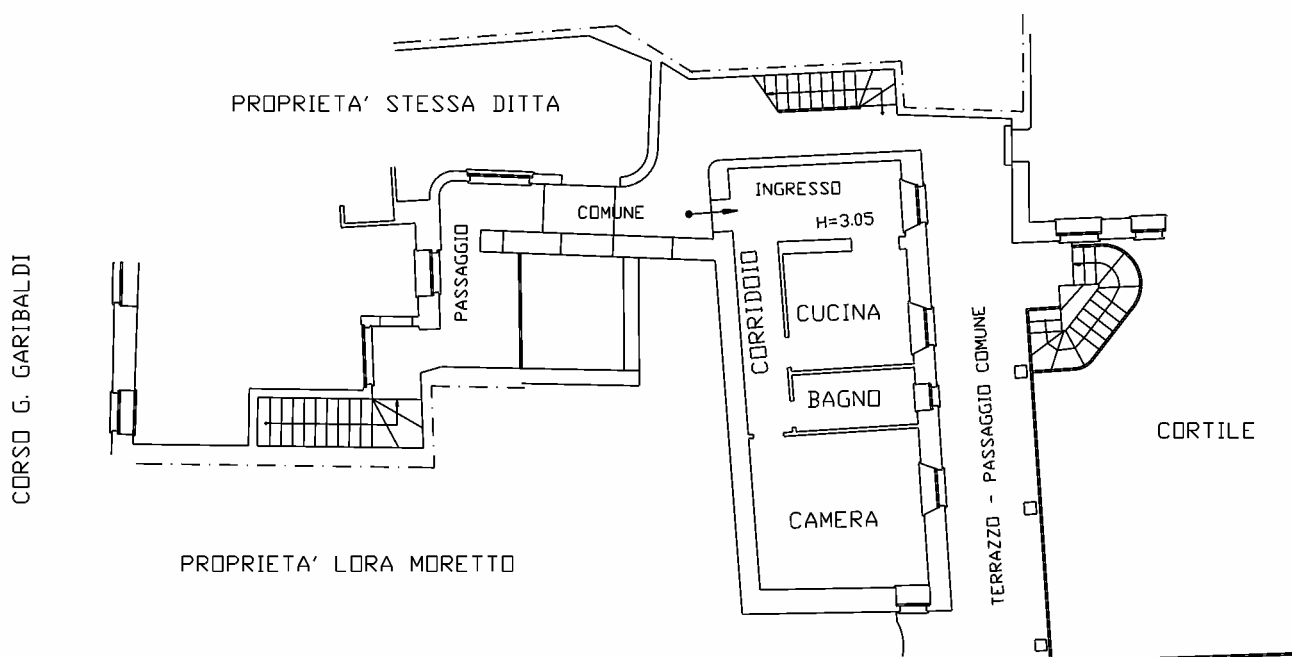 PROPRIETA' STESSA DITTA
INGRESSO
COMUNE
H=3.05
PASSAGGIO
CORSO G. GARIBALDI
CORRIDOIO
CUCINA
BAGNO
TERRAZZO - PASSAGGIO COMUNE
CORTILE
CAMERA
PROPRIETA' LORA MORETTO